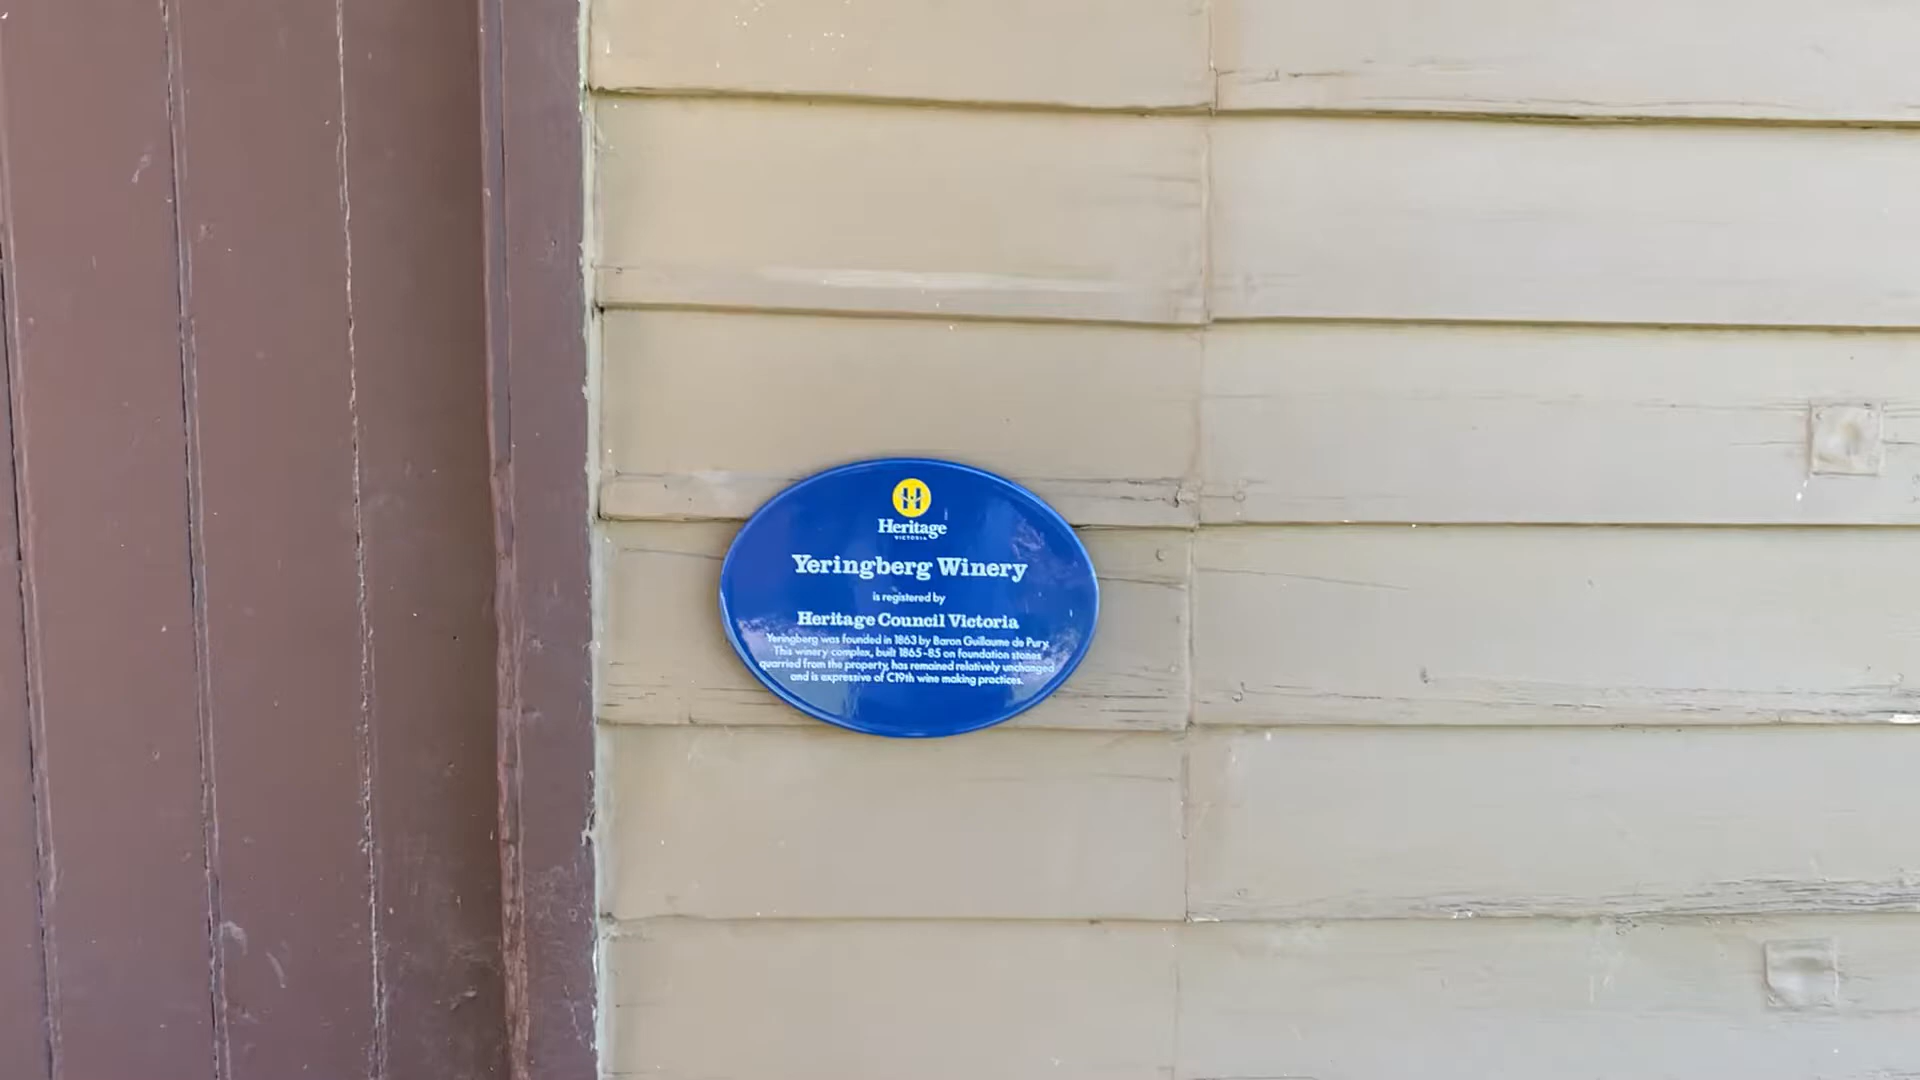 H
Heritage
VICTORIA
Yeringberg Winery
is registered by
Heritage Council Victoria
Yeringberg was founded in 1863 by Baron Guillaume de Pury.
This winery complex, built 1865-85 on foundation stones
quarried from the property, has remained relatively unchanged
and is expressive of C19th wine making practices.